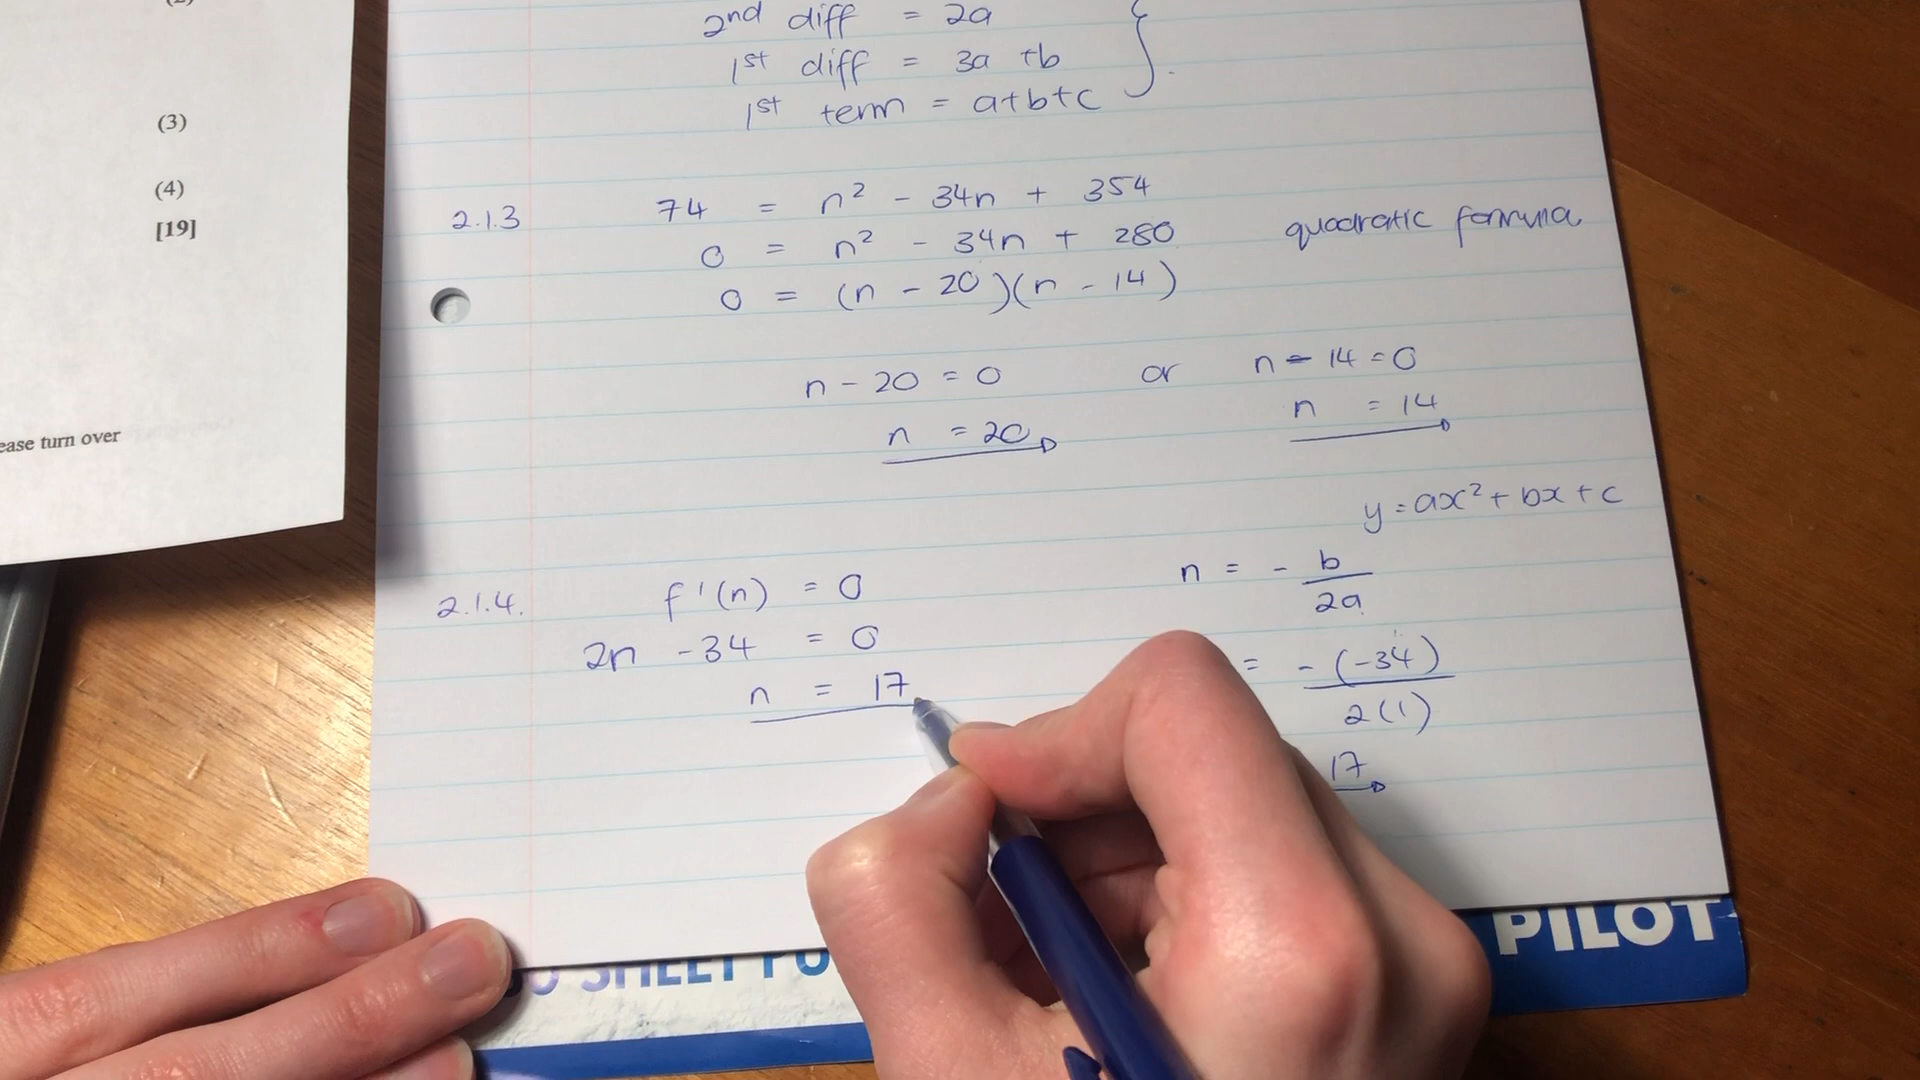 (3)
(4)
[19]
ease turn over
2nd diff = 2a
1st diff = 3a + b
1st term = a+b+c
2.1.3 74 = n² - 34n + 354
0 = n² - 34n + 280 quadratic formula
0 = (n - 20)(n - 14)
n - 20 = 0 or n - 14 = 0
n = 20 n = 14
y = ax² + bx + c
2.1.4. f'(n) = 0 n = - b/2a
2n - 34 = 0 = -(-34)/2(1)
n = 17 17
PILOT
SHEET PO